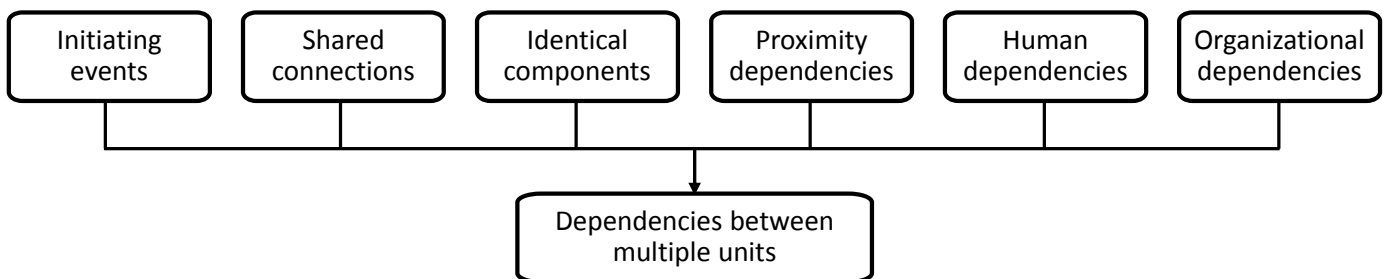 Initiating
events
Shared
connections
Identical
components
Proximity
dependencies
Human
dependencies
Organizational
dependencies
Dependencies between
multiple units